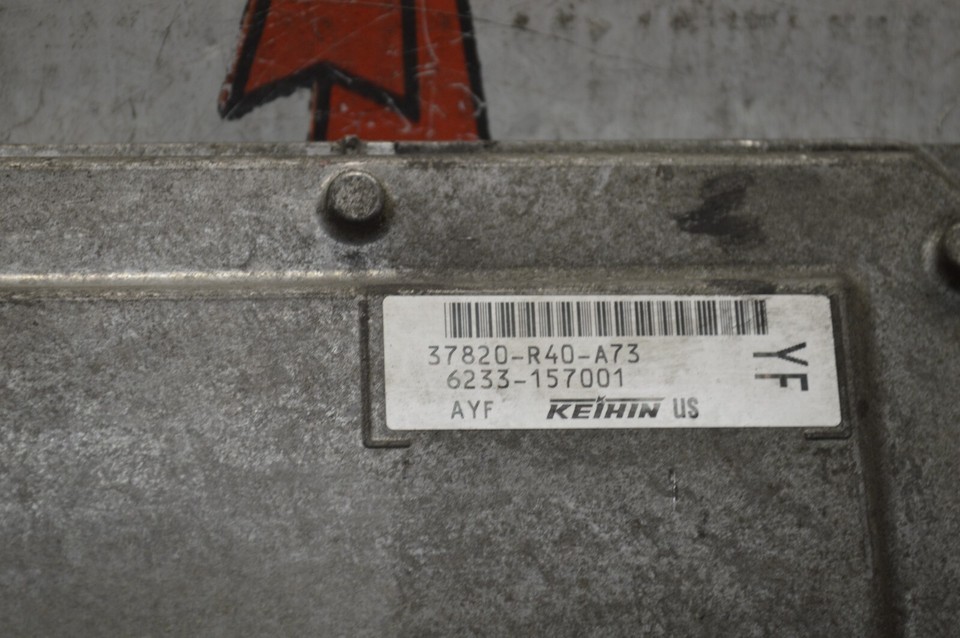 37820-R40-A73
6233-157001
AYF KEIHIN US
YF